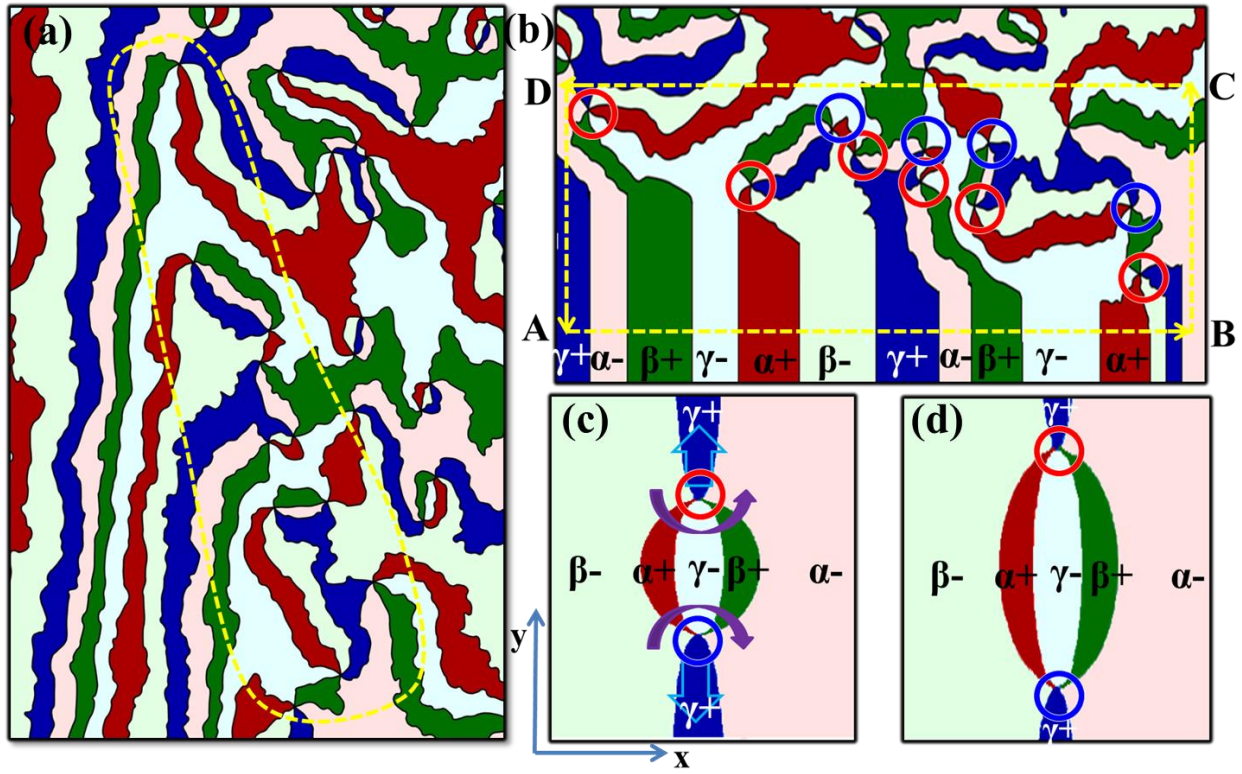 (a)
(b)
D
C
A
B
γ+ α- β+ γ- α+ β- γ+ α- β+ γ- α+
(c)
γ+
β- α+ γ- β+ α-
γ+
(d)
γ+
β- α+ γ- β+ α-
γ+
y
x